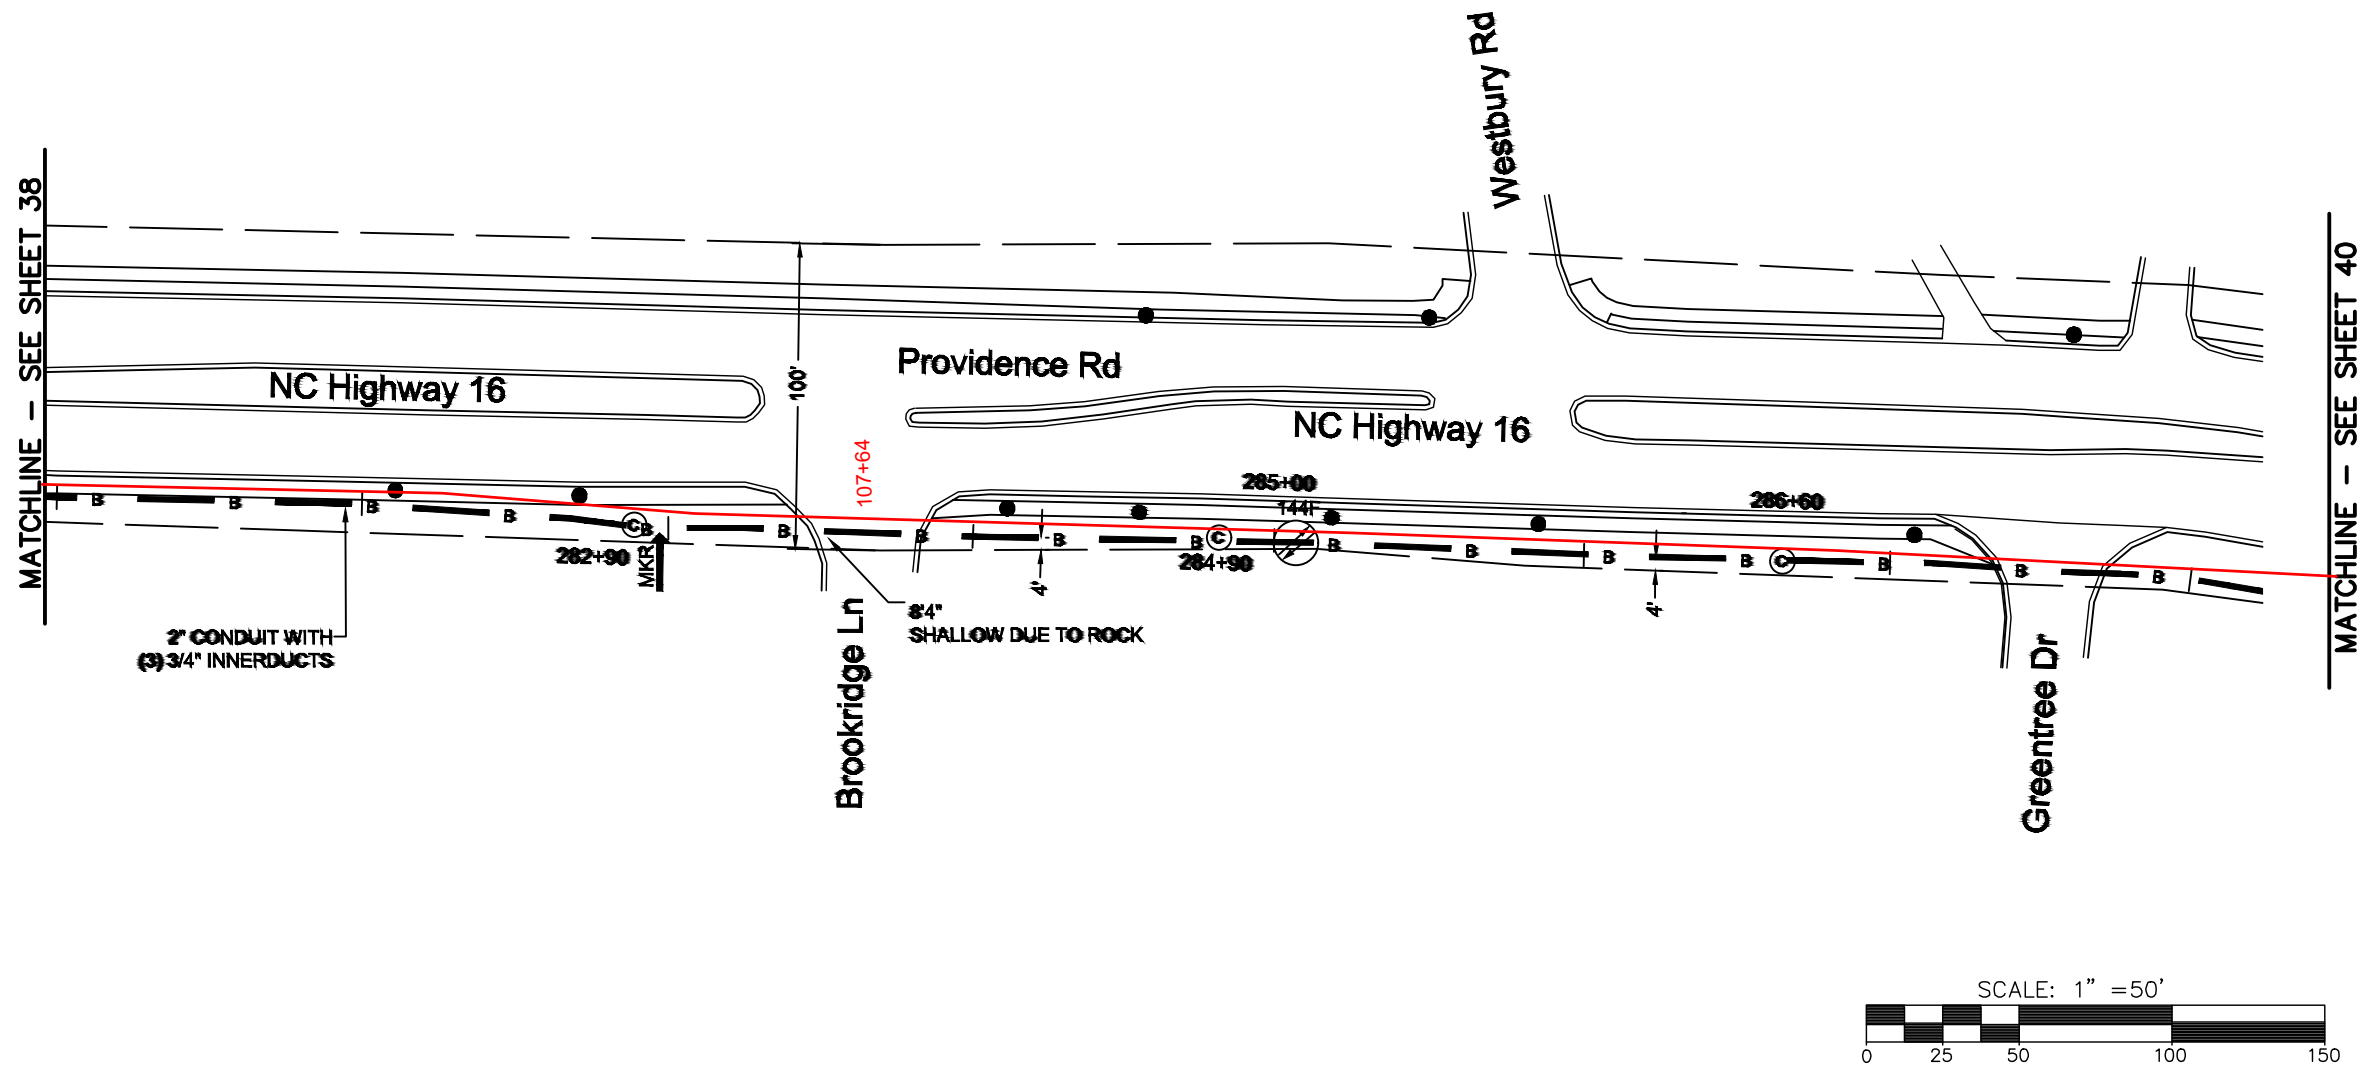 Westbury Rd
MATCHLINE - SEE SHEET 38
MATCHLINE - SEE SHEET 40
100'
Providence Rd
NC Highway 16
NC Highway 16
107+64
285+00
286+60
144F
B B B B B B B B B B B B B B B B
C
C
C
282+90
MKR
284+90
4'
4'
8'4"
SHALLOW DUE TO ROCK
2" CONDUIT WITH
(3) 3/4" INNERDUCTS
Brookridge Ln
Greentree Dr
SCALE: 1" =50'
0 25 50 100 150